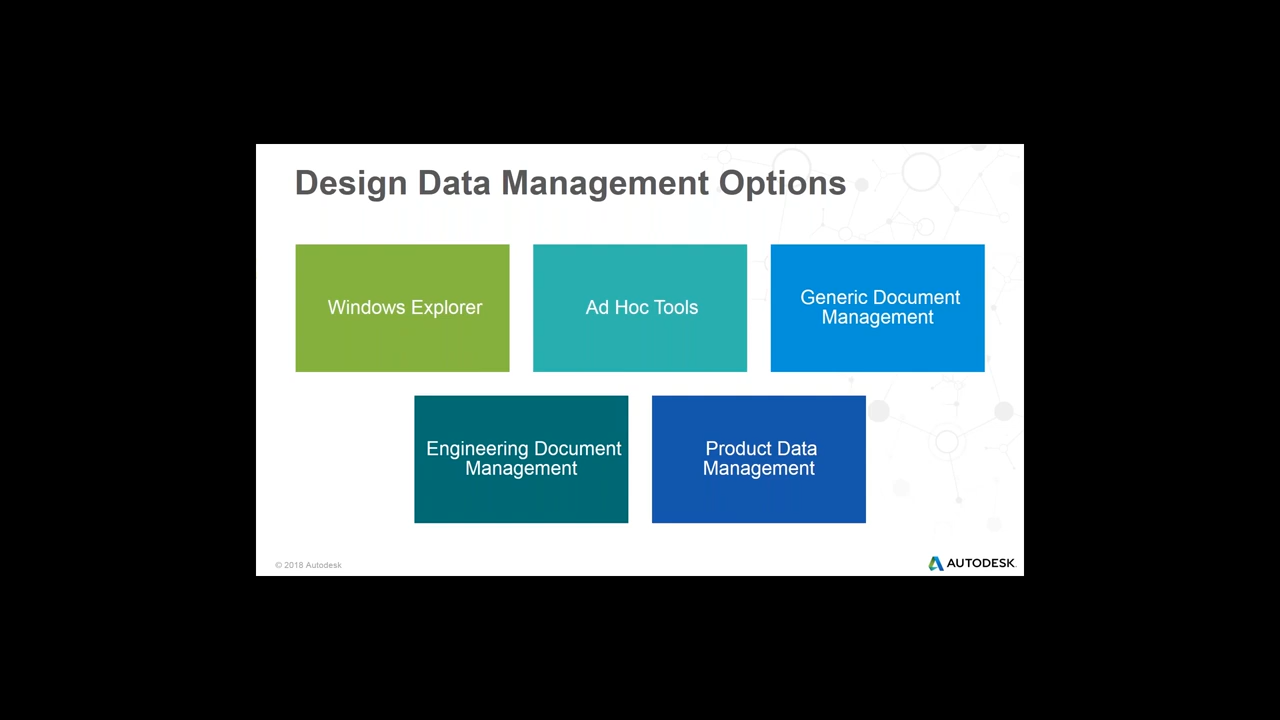 Design Data Management Options
Windows Explorer
Ad Hoc Tools
Generic Document
Management
Engineering Document
Management
Product Data
Management
© 2018 Autodesk
AUTODESK.